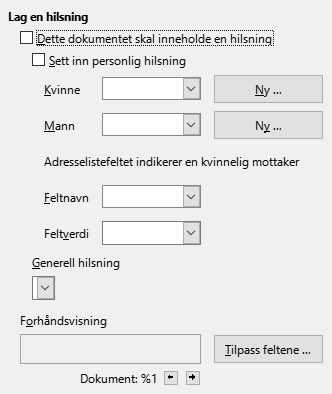 Lag en hilsning
Dette dokumentet skal inneholde en hilsning
Sett inn personlig hilsning
Kvinne
Ny ...
Mann
Ny ...
Adresselistefeltet indikerer en kvinnelig mottaker
Feltnavn
Feltverdi
Generell hilsning
Forhåndsvisning
Tilpass feltene ...
Dokument: %1